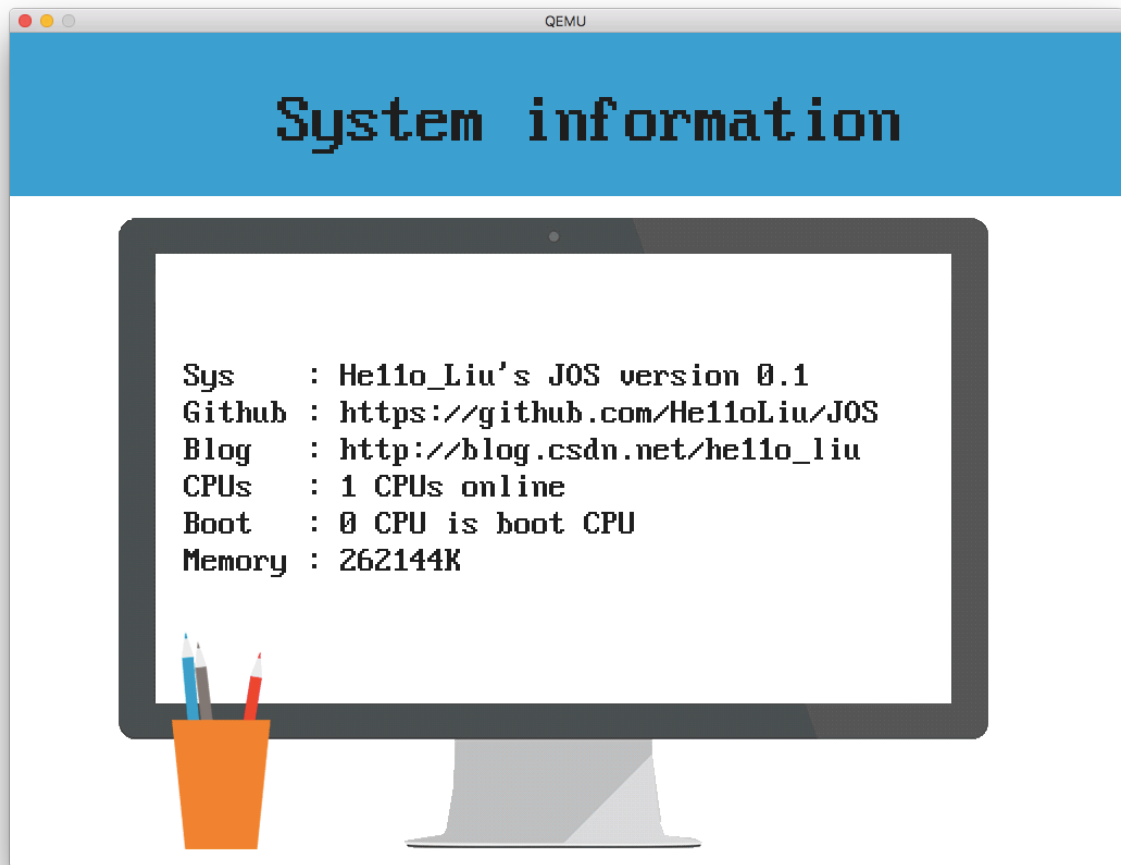 QEMU
System information
Sys : He11o_Liu's JOS version 0.1
Github : https://github.com/He11oLiu/JOS
Blog : http://blog.csdn.net/he11o_liu
CPUs : 1 CPUs online
Boot : 0 CPU is boot CPU
Memory : 262144K